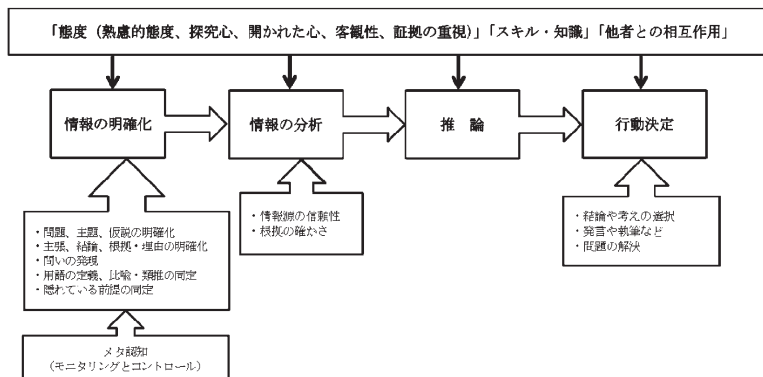 「態度（熟慮的態度、探究心、開かれた心、客観性、証拠の重視）」「スキル・知識」「他者との相互作用」
情報の明確化
情報の分析
推　論
行動決定
・問題、主題、仮説の明確化
・主張、結論、根拠・理由の明確化
・問いの発現
・用語の定義、比喩・類推の同定
・隠れている前提の同定
・情報源の信頼性
・根拠の確かさ
・結論や考えの選択
・発言や執筆など
・問題の解決
メタ認知
（モニタリングとコントロール）